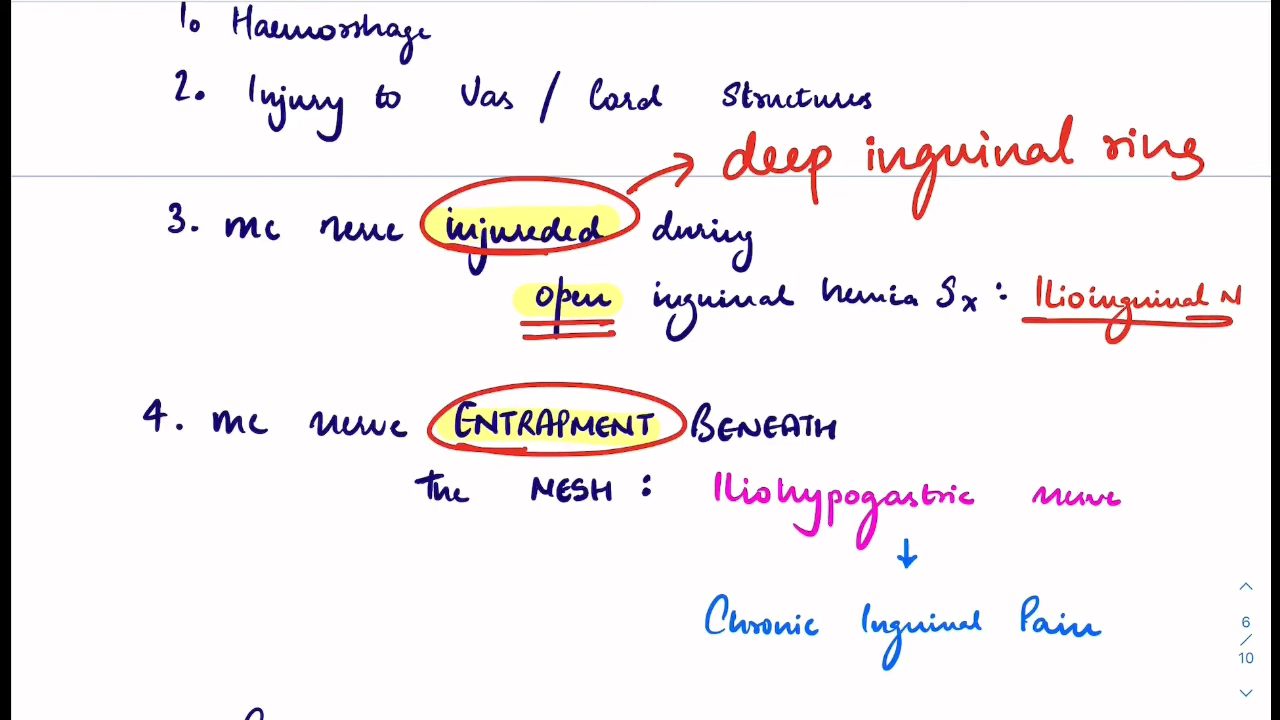 1. Haemorrhage
2. Injury to Vas / Cord Structures
deep inguinal ring
3. mc nerve injureded during
open inguinal hernia Sx : Ilioinguinal N
4. mc nerve ENTRAPMENT BENEATH
the MESH : Iliohypogastric nerve
↓
Chronic Inguinal Pain
6
/
10